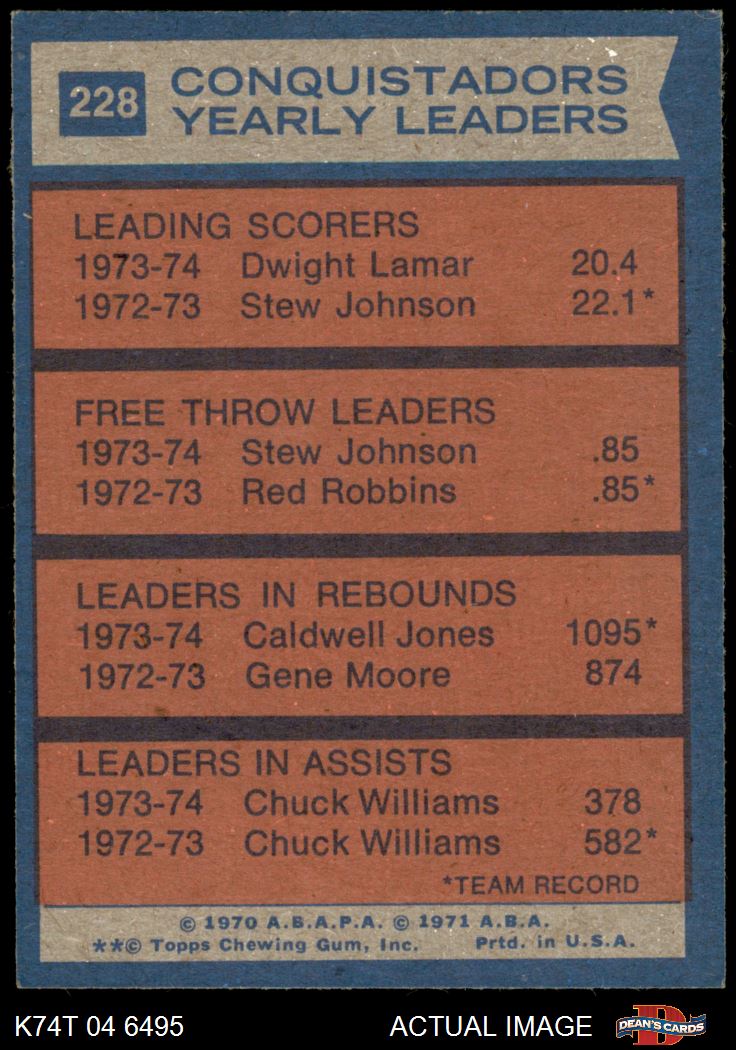 228
CONQUISTADORS
YEARLY LEADERS
LEADING SCORERS
1973-74 Dwight Lamar 20.4
1972-73 Stew Johnson 22.1*
FREE THROW LEADERS
1973-74 Stew Johnson .85
1972-73 Red Robbins .85*
LEADERS IN REBOUNDS
1973-74 Caldwell Jones 1095*
1972-73 Gene Moore 874
LEADERS IN ASSISTS
1973-74 Chuck Williams 378
1972-73 Chuck Williams 582*
*TEAM RECORD
© 1970 A.B.A.P.A. © 1971 A.B.A.
**© Topps Chewing Gum, Inc. Prtd. in U.S.A.
K74T 04 6495 ACTUAL IMAGE D DEAN'S CARDS